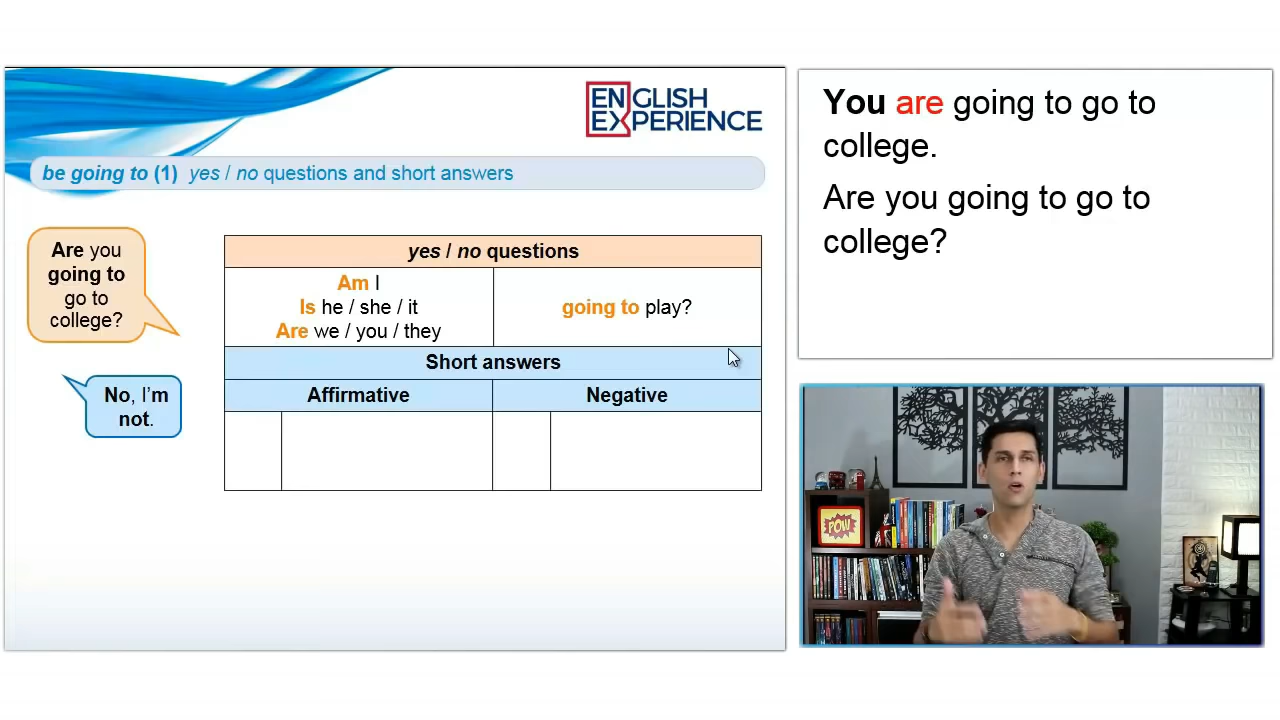 ENGLISH
EXPERIENCE
be going to (1) yes / no questions and short answers
Are you
going to
go to
college?
No, I'm
not.
yes / no questions
Am I
Is he / she / it
Are we / you / they
going to play?
Short answers
Affirmative
Negative
You are going to go to
college.
Are you going to go to
college?
POW